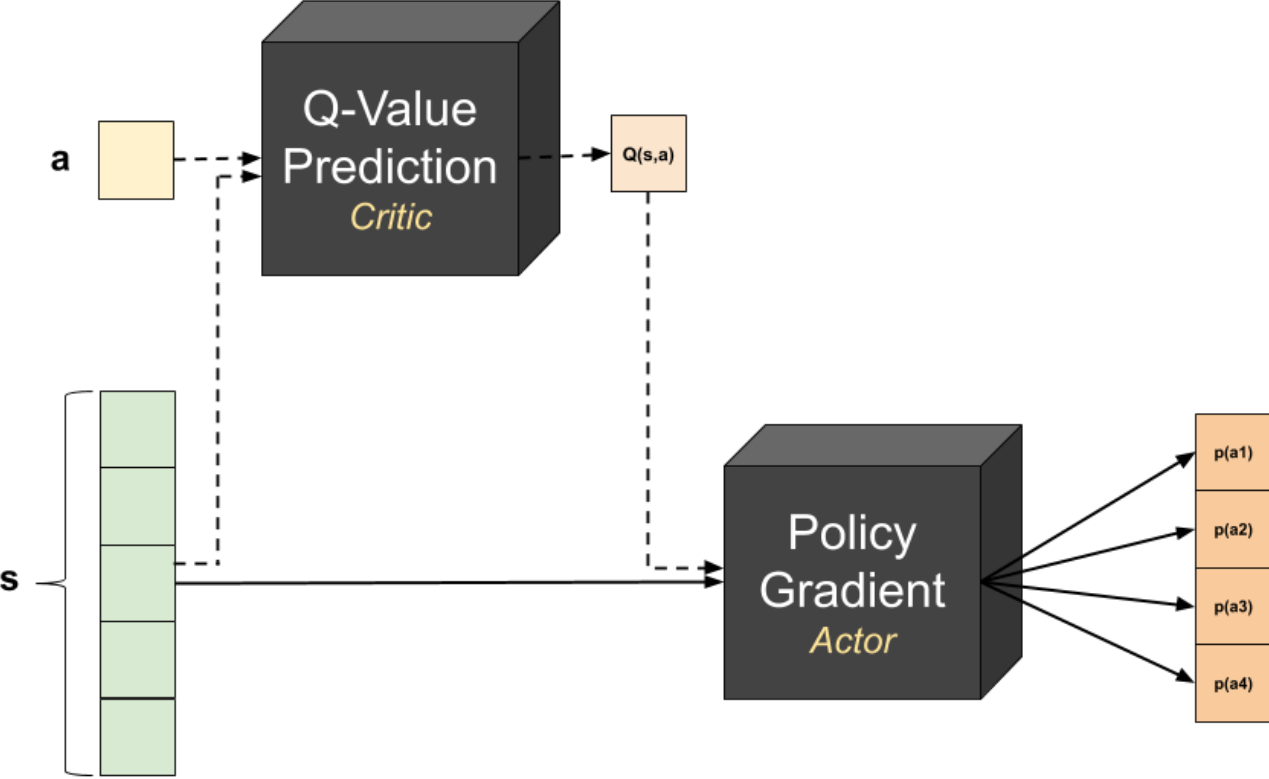 Q-Value
Prediction
Critic
a
Q(s,a)
s
Policy
Gradient
Actor
p(a1)
p(a2)
p(a3)
p(a4)